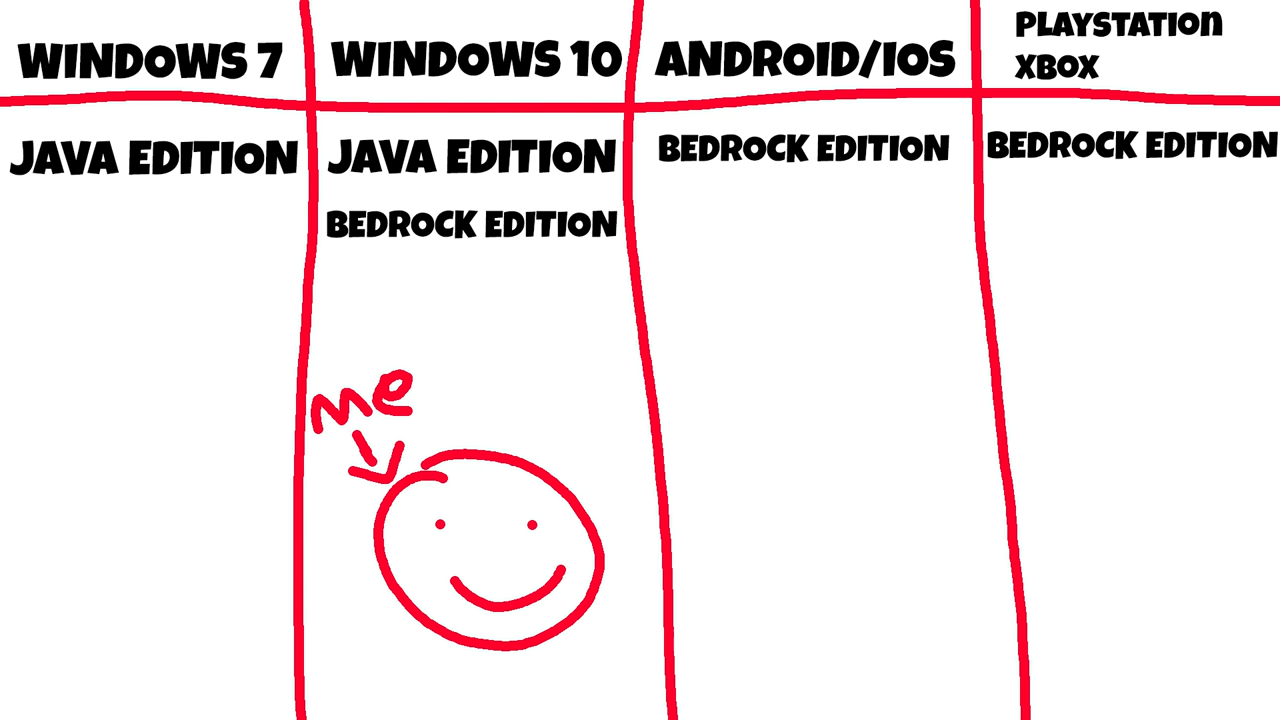 WINDOWS 7
WINDOWS 10
ANDROID/IOS
PLAYSTATION
XBOX
JAVA EDITION
JAVA EDITION
BEDROCK EDITION
BEDROCK EDITION
BEDROCK EDITION
Me